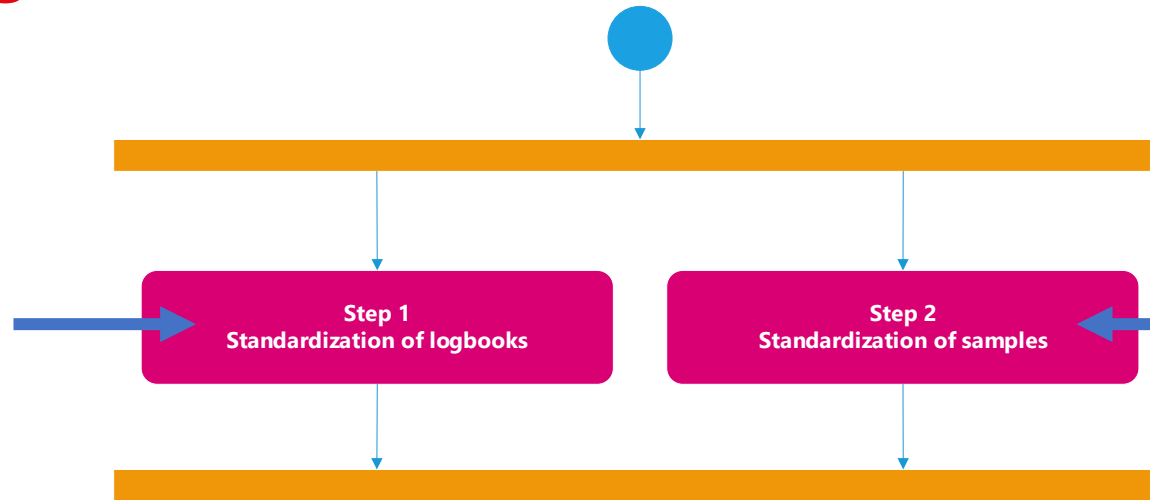 Step 1
Standardization of logbooks
Step 2
Standardization of samples